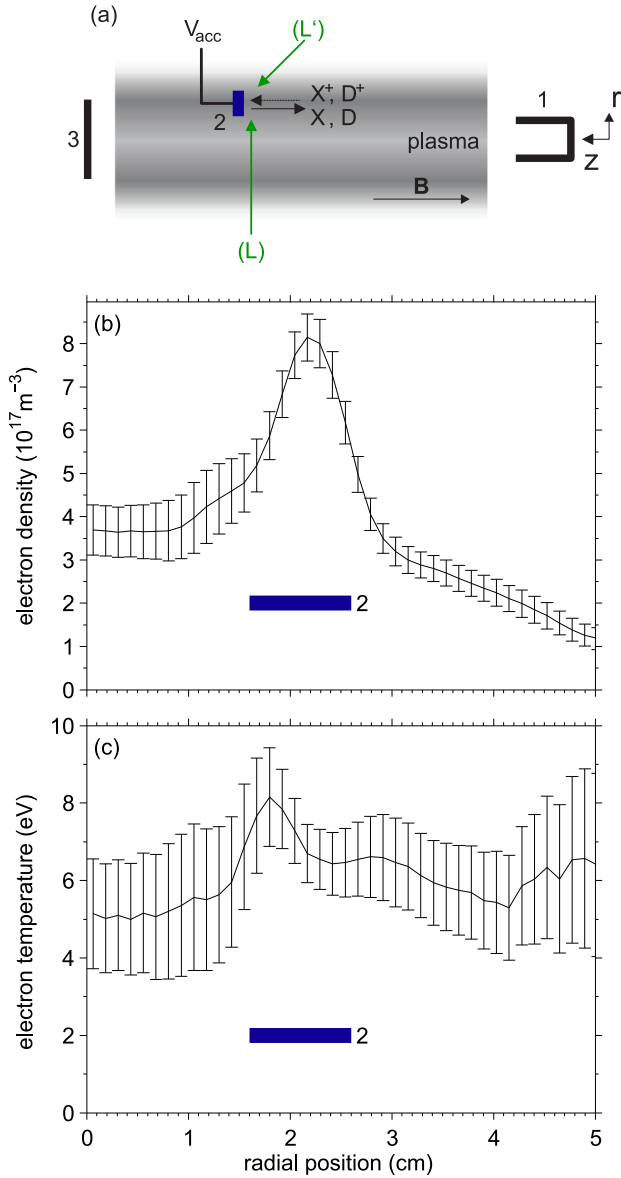 (a)
V_acc
(L‘)
X⁺, D⁺
X, D
2
1
r
3
plasma
z
B
(L)
(b)
electron density (10¹⁷m⁻³)
8
7
6
5
4
3
2
1
0
2
(c)
electron temperature (eV)
10
8
6
4
2
0
2
0 1 2 3 4 5
radial position (cm)